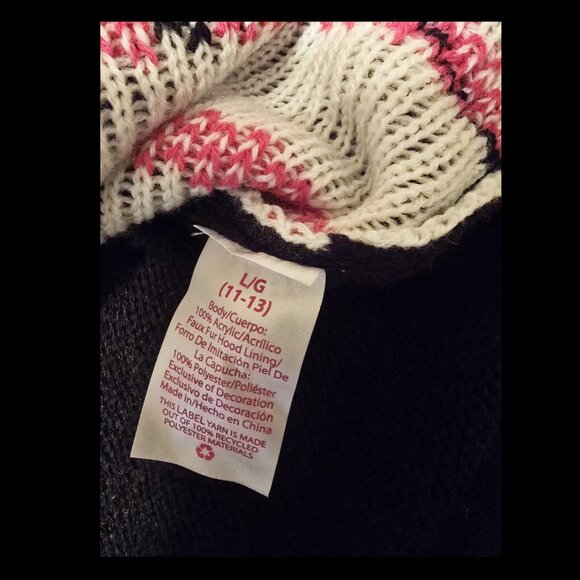 L/G
(11-13)
Body/Cuerpo:
100% Acrylic/Acrílico
Faux Fur Hood Lining/
Forro De Imitación Piel De
La Capucha:
100% Polyester/Poliéster
Exclusive of Decoration
Exclusivo de Decoración
Made in/Hecho en China
THIS LABEL YARN IS MADE
OUT OF 100% RECYCLED
POLYESTER MATERIALS